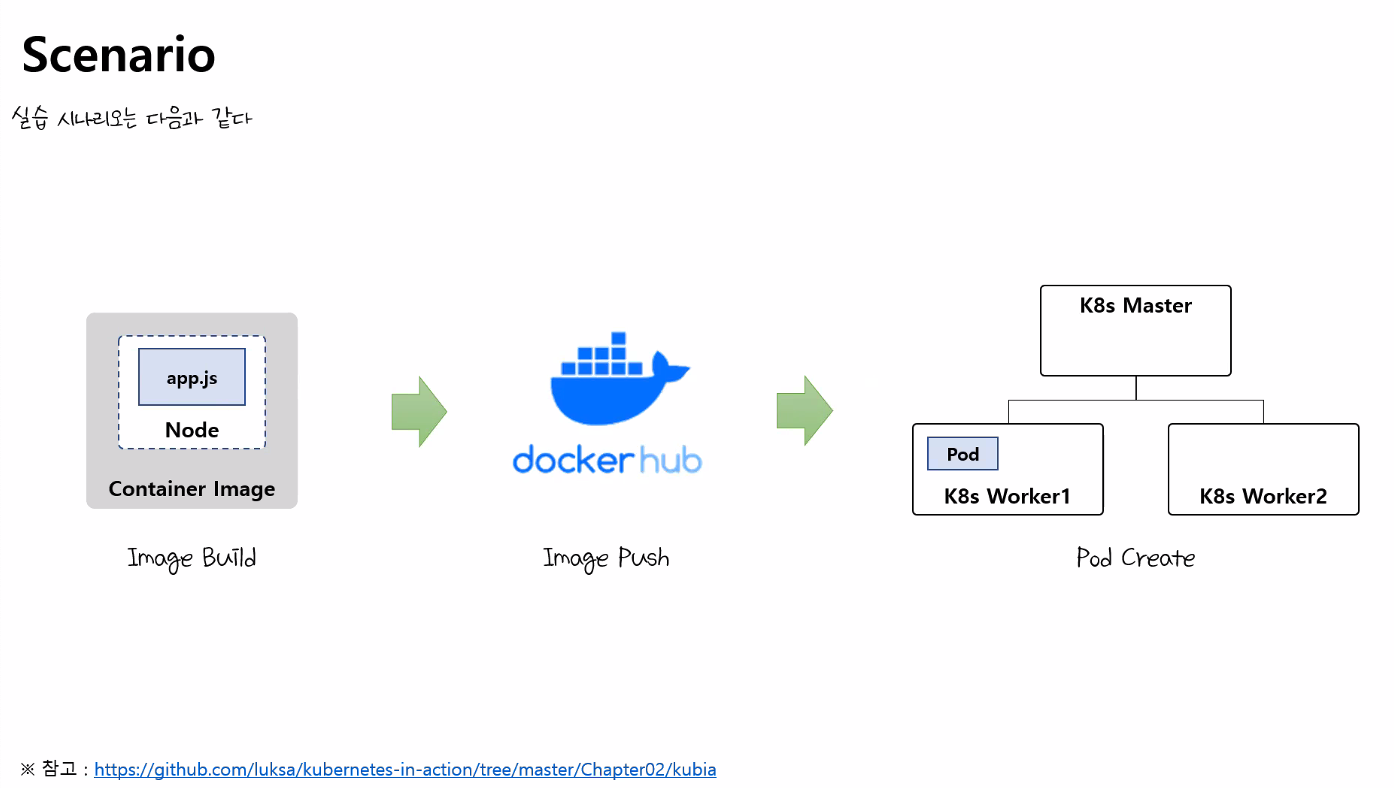 Scenario
실습 시나리오는 다음과 같다
app.js
Node
Container Image
Image Build
dockerhub
Image Push
K8s Master
Pod
K8s Worker1
K8s Worker2
Pod Create
※ 참고 : https://github.com/luksa/kubernetes-in-action/tree/master/Chapter02/kubia